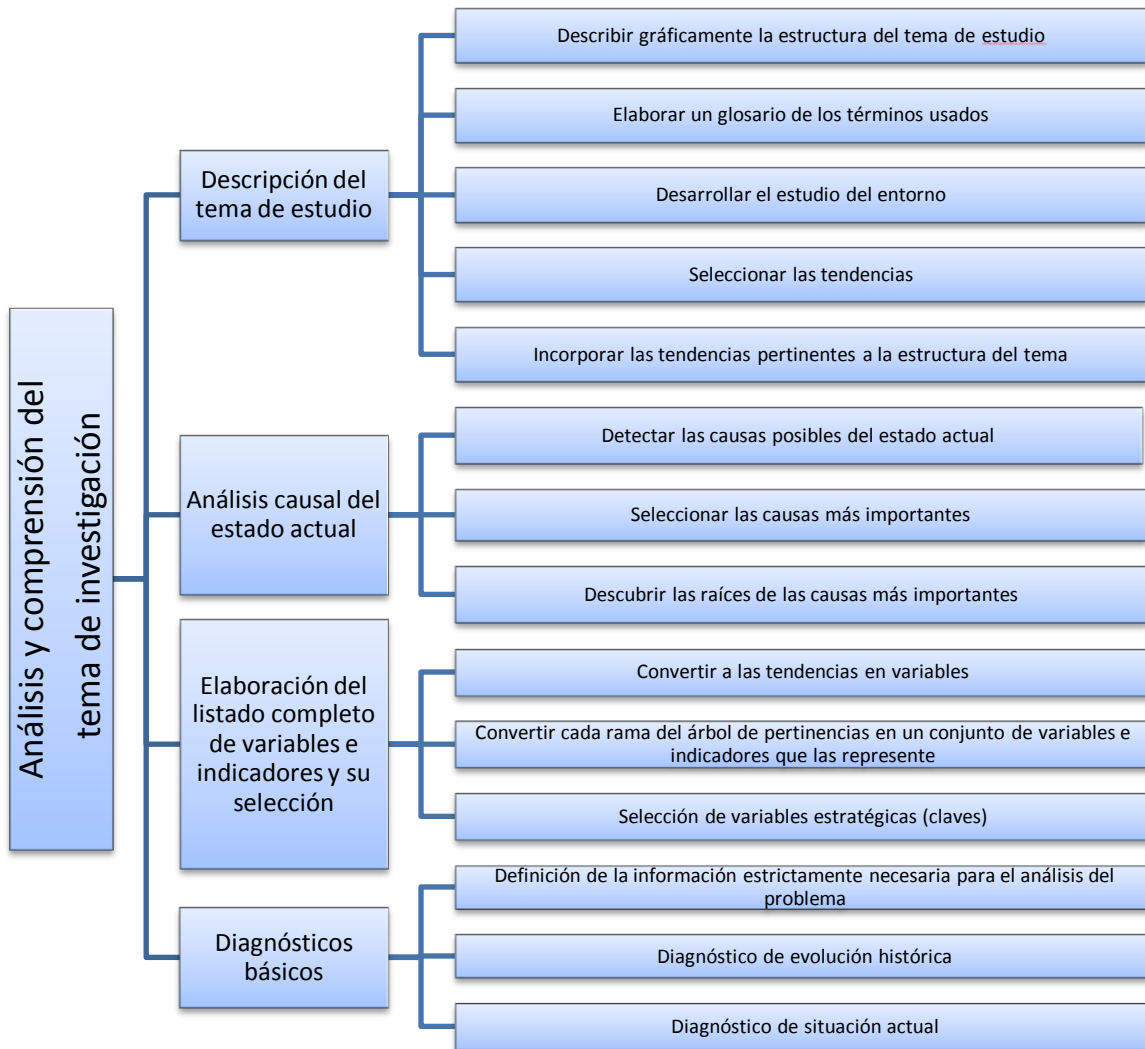 Análisis y comprensión del
tema de investigación
Descripción del
tema de estudio
Describir gráficamente la estructura del tema de estudio
Elaborar un glosario de los términos usados
Desarrollar el estudio del entorno
Seleccionar las tendencias
Incorporar las tendencias pertinentes a la estructura del tema
Análisis causal del
estado actual
Detectar las causas posibles del estado actual
Seleccionar las causas más importantes
Descubrir las raíces de las causas más importantes
Elaboración del
listado completo
de variables e
indicadores y su
selección
Convertir a las tendencias en variables
Convertir cada rama del árbol de pertinencias en un conjunto de variables e
indicadores que las represente
Selección de variables estratégicas (claves)
Diagnósticos
básicos
Definición de la información estrictamente necesaria para el análisis del
problema
Diagnóstico de evolución histórica
Diagnóstico de situación actual